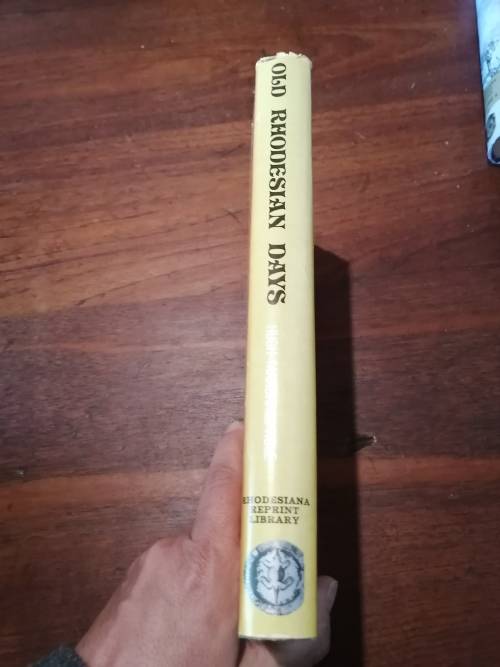 OLD RHODESIAN DAYS
RHODESIANA
REPRINT
LIBRARY